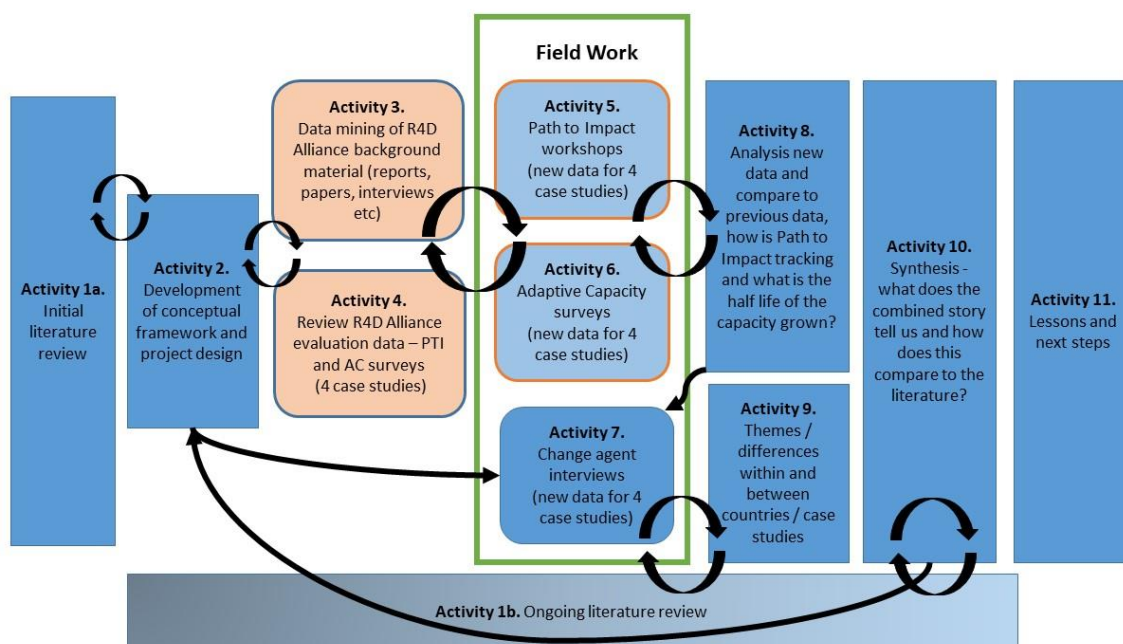 Field Work
Activity 1a.
Initial
literature
review
Activity 2.
Development
of conceptual
framework and
project design
Activity 3.
Data mining of R4D
Alliance background
material (reports,
papers, interviews
etc)
Activity 4.
Review R4D Alliance
evaluation data – PTI
and AC surveys
(4 case studies)
Activity 5.
Path to Impact
workshops
(new data for 4
case studies)
Activity 6.
Adaptive Capacity
surveys
(new data for 4
case studies)
Activity 7.
Change agent
interviews
(new data for 4
case studies)
Activity 8.
Analysis new
data and
compare to
previous data,
how is Path to
Impact tracking
and what is the
half life of the
capacity grown?
Activity 9.
Themes /
differences
within and
between
countries / case
studies
Activity 10.
Synthesis -
what does the
combined story
tell us and how
does this
compare to the
literature?
Activity 11.
Lessons and
next steps
Activity 1b. Ongoing literature review